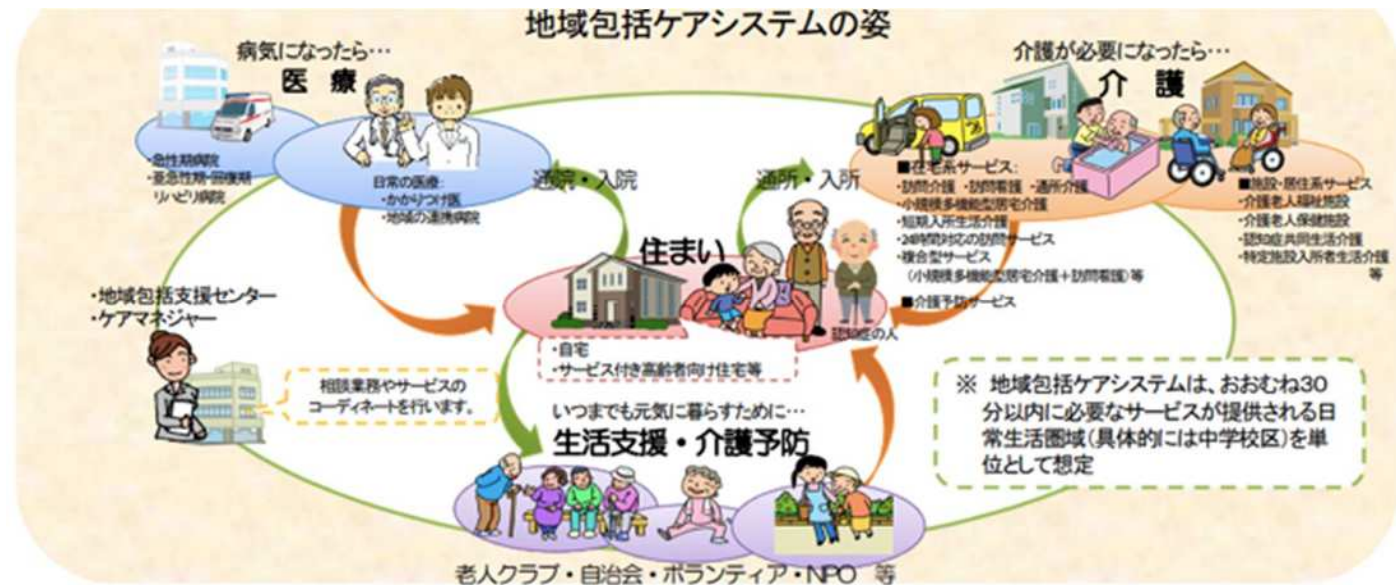 地域包括ケアシステムの姿
病気になったら…
医 療
・急性期病院
・亜急性期・回復期
リハビリ病院
日常の医療:
・かかりつけ医
・地域の連携病院
通院・入院
通所・入所
介護が必要になったら…
介 護
■在宅系サービス:
・訪問介護 ・訪問看護 ・通所介護
・小規模多機能型居宅介護
・短期入所生活介護
・24時間対応の訪問サービス
・複合型サービス
(小規模多機能型居宅介護+訪問看護)等
■介護予防サービス
■施設・居住系サービス
・介護老人福祉施設
・介護老人保健施設
・認知症共同生活介護
・特定施設入所者生活介護
等
住まい
認知症の人
・自宅
・サービス付き高齢者向け住宅等
・地域包括支援センター
・ケアマネジャー
相談業務やサービスの
コーディネートを行います。
いつまでも元気に暮らすために…
生活支援・介護予防
老人クラブ・自治会・ボランティア・NPO 等
※ 地域包括ケアシステムは、おおむね30
分以内に必要なサービスが提供される日
常生活圏域(具体的には中学校区)を単
位として想定